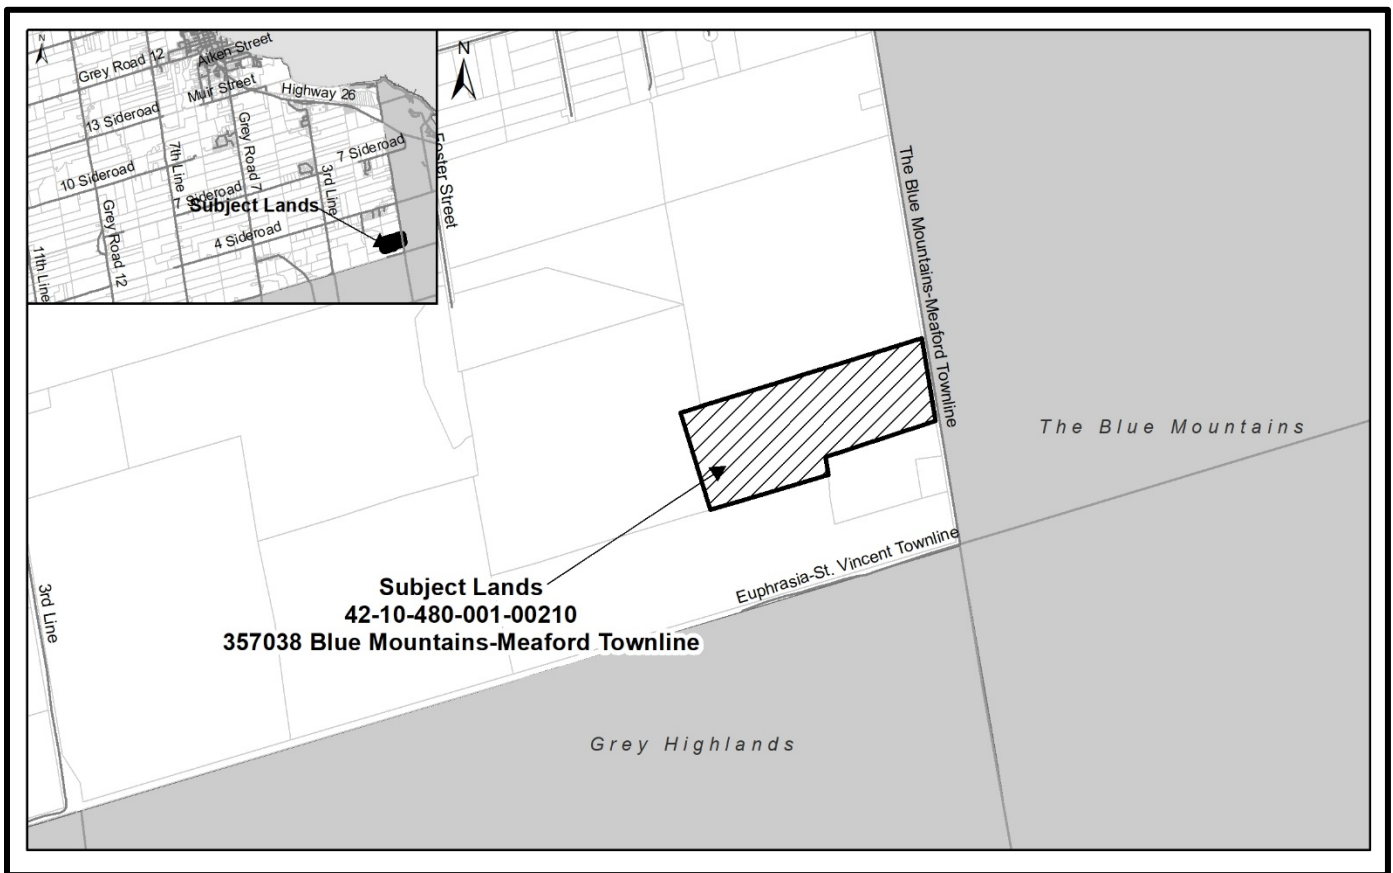 N
Grey Road 12
Aiken Street
Muir Street
Highway 26
13 Sideroad
7th Line
Grey Road 7
7 Sideroad
10 Sideroad
3rd Line
7 Sideroad
Subject Lands
4 Sideroad
Grey Road 12
11th Line
N
Foster Street
The Blue Mountains-Meaford Townline
The Blue Mountains
Euphrasia-St. Vincent Townline
3rd Line
Subject Lands
42-10-480-001-00210
357038 Blue Mountains-Meaford Townline
Grey Highlands